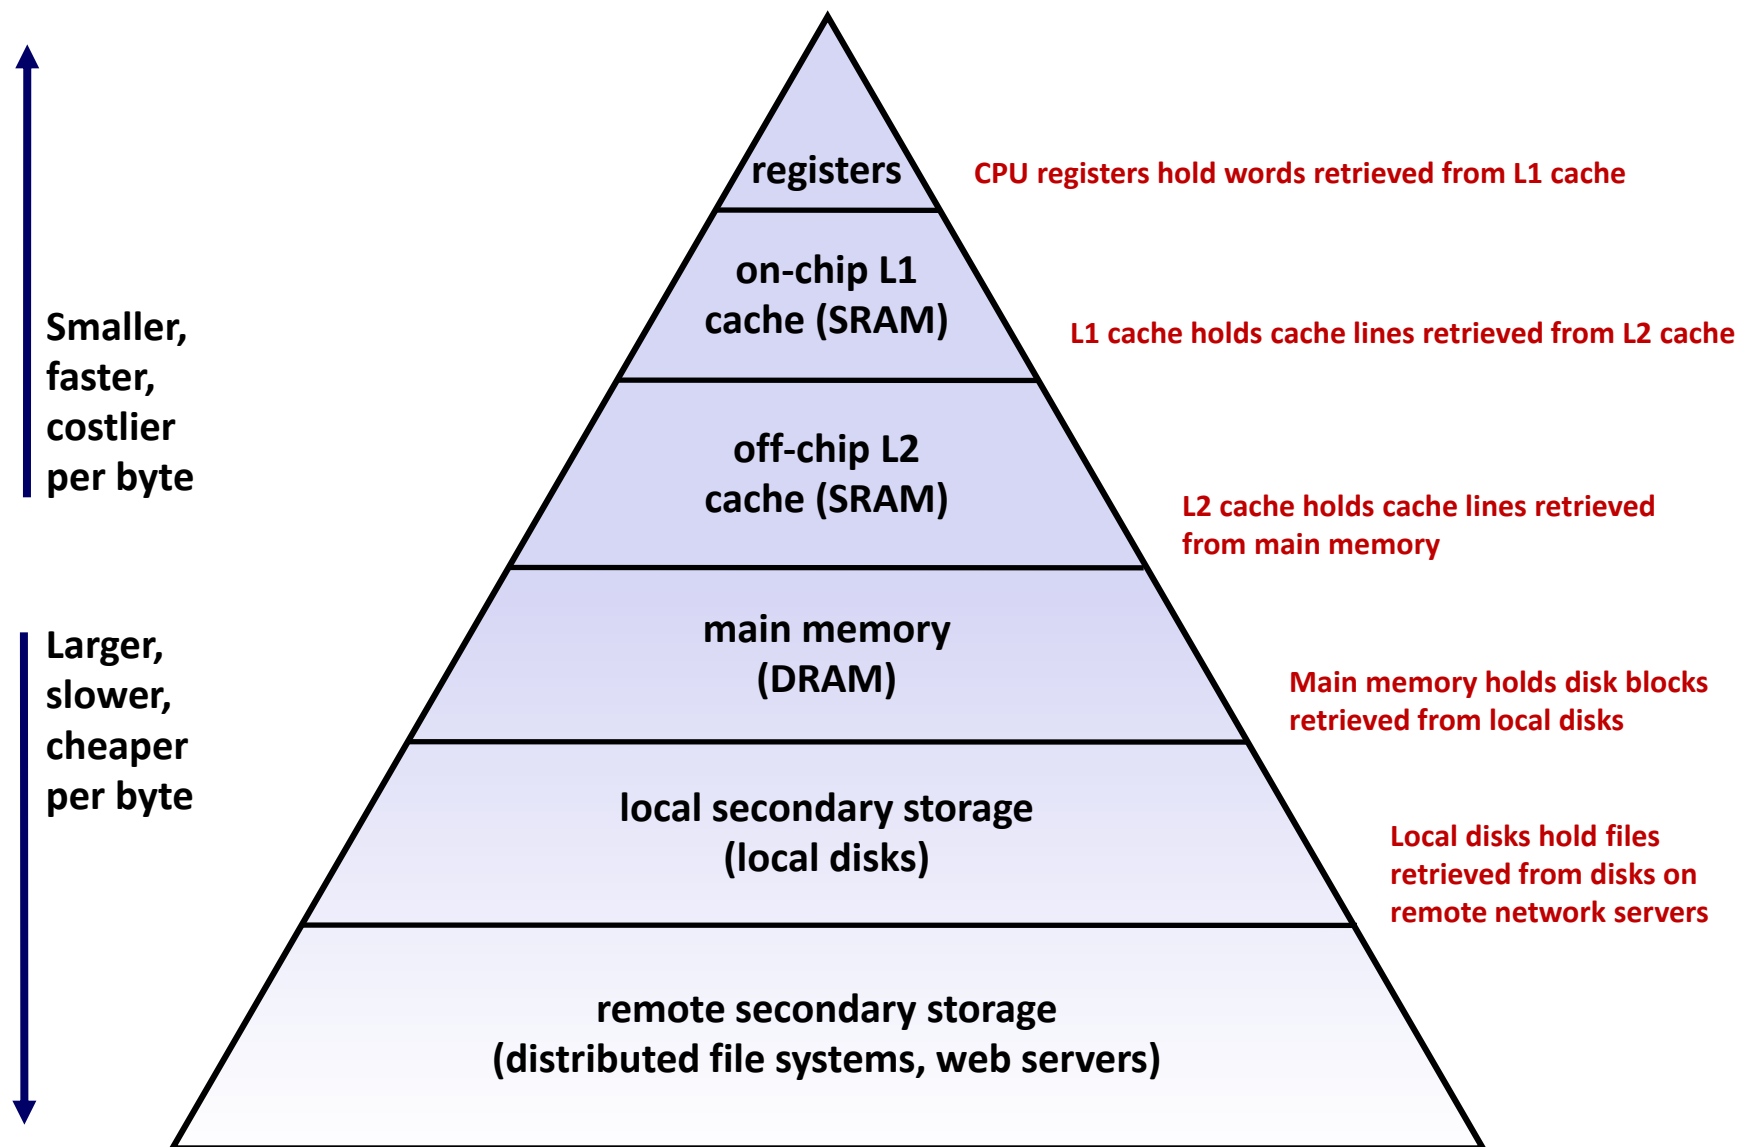 registers
CPU registers hold words retrieved from L1 cache
on-chip L1
cache (SRAM)
L1 cache holds cache lines retrieved from L2 cache
Smaller,
faster,
costlier
per byte
off-chip L2
cache (SRAM)
L2 cache holds cache lines retrieved
from main memory
Larger,
slower,
cheaper
per byte
main memory
(DRAM)
Main memory holds disk blocks
retrieved from local disks
local secondary storage
(local disks)
Local disks hold files
retrieved from disks on
remote network servers
remote secondary storage
(distributed file systems, web servers)